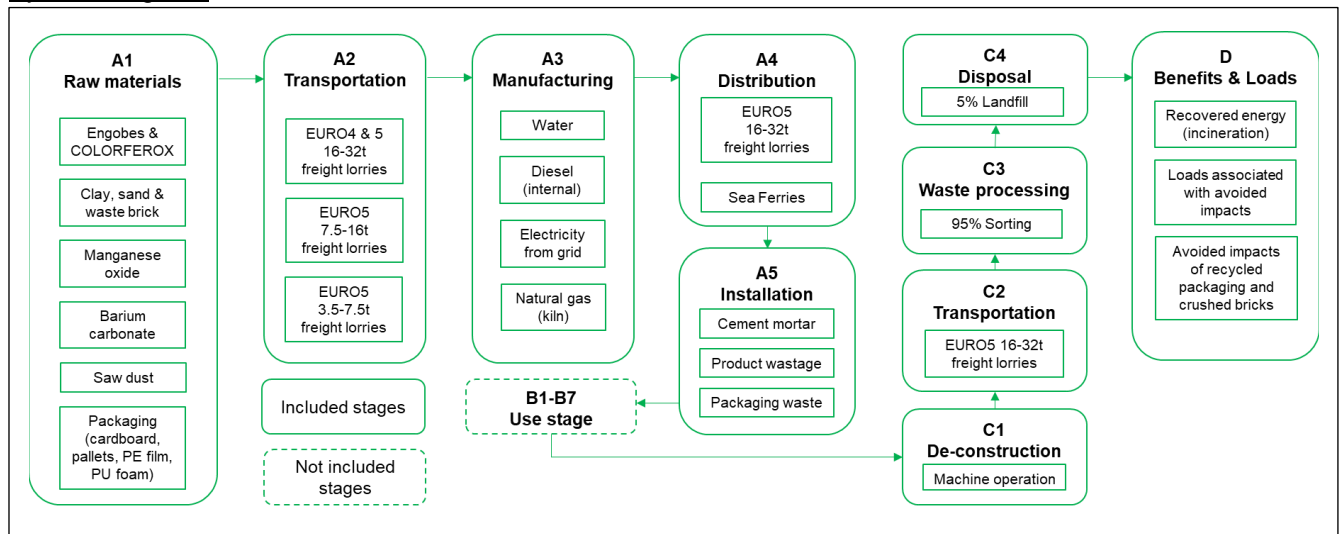 A1
Raw materials
Engobes &
COLORFEROX
Clay, sand &
waste brick
Manganese
oxide
Barium
carbonate
Saw dust
Packaging
(cardboard,
pallets, PE film,
PU foam)
A2
Transportation
EURO4 & 5
16-32t
freight lorries
EURO5
7.5-16t
freight lorries
EURO5
3.5-7.5t
freight lorries
Included stages
Not included
stages
A3
Manufacturing
Water
Diesel
(internal)
Electricity
from grid
Natural gas
(kiln)
A4
Distribution
EURO5
16-32t
freight lorries
Sea Ferries
A5
Installation
Cement mortar
Product wastage
Packaging waste
B1-B7
Use stage
C1
De-construction
Machine operation
C2
Transportation
EURO5 16-32t
freight lorries
C3
Waste processing
95% Sorting
C4
Disposal
5% Landfill
D
Benefits & Loads
Recovered energy
(incineration)
Loads associated
with avoided
impacts
Avoided impacts
of recycled
packaging and
crushed bricks